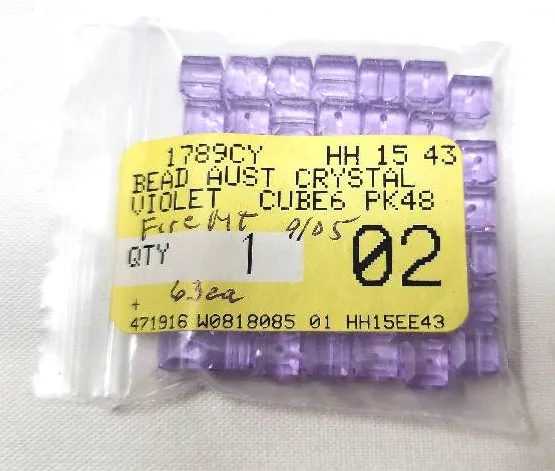 1789CY HH 15 43
BEAD AUST CRYSTAL
VIOLET CUBE6 PK48
Fire Mt 9/05
QTY 1 02
63ea
+
471916 W0818085 01 HH15EE43